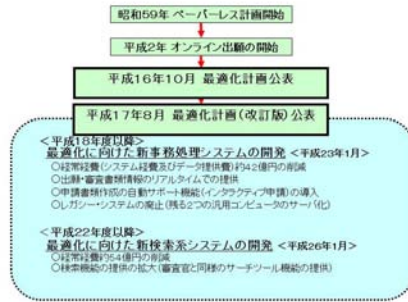 昭和59年 ペーパーレス計画開始
平成2年 オンライン出願の開始
平成16年10月 最適化計画公表
平成17年8月 最適化計画(改訂版)公表
＜平成18年度以降＞
最適化に向けた新事務処理システムの開発 ＜平成23年1月＞
○経常経費(システム経費及びデータ提供費)約42億円の削減
○出願・審査書類情報のリアルタイムでの提供
○申請書類作成の自動サポート機能(インタラクティブ申請)の導入
○レガシー・システムの廃止(残る2つの汎用コンピュータのサーバ化)
＜平成22年度以降＞
最適化に向けた新検索系システムの開発 ＜平成26年1月＞
○経常経費約54億円の削減
○検索機能の提供の拡大(審査官と同様のサーチツール機能の提供)